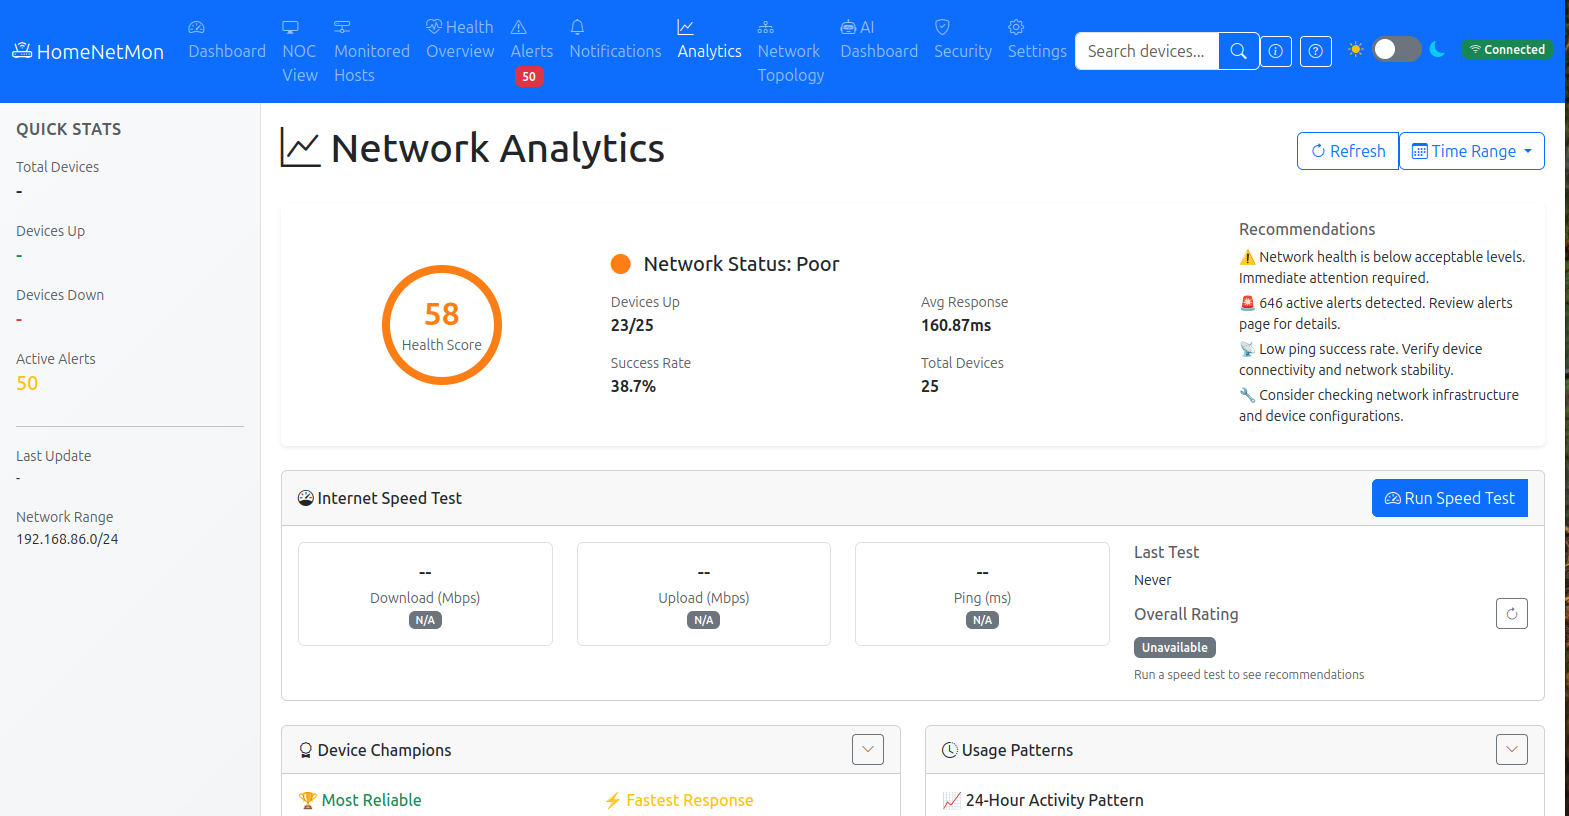 HomeNetMon
Dashboard
NOC
View
Monitored
Hosts
Health
Overview
Alerts
50
Notifications
Analytics
Network
Topology
AI
Dashboard
Security
Settings
Search devices...
Connected
QUICK STATS
Total Devices
-
Devices Up
-
Devices Down
-
Active Alerts
50
Last Update
-
Network Range
192.168.86.0/24
Network Analytics
Refresh
Time Range
58
Health Score
Network Status: Poor
Devices Up
23/25
Avg Response
160.87ms
Success Rate
38.7%
Total Devices
25
Recommendations
⚠️ Network health is below acceptable levels.
Immediate attention required.
🚨 646 active alerts detected. Review alerts
page for details.
📡 Low ping success rate. Verify device
connectivity and network stability.
🔧 Consider checking network infrastructure
and device configurations.
Internet Speed Test
Run Speed Test
--
Download (Mbps)
N/A
--
Upload (Mbps)
N/A
--
Ping (ms)
N/A
Last Test
Never
Overall Rating
Unavailable
Run a speed test to see recommendations
Device Champions
🏆 Most Reliable
⚡ Fastest Response
Usage Patterns
📈 24-Hour Activity Pattern